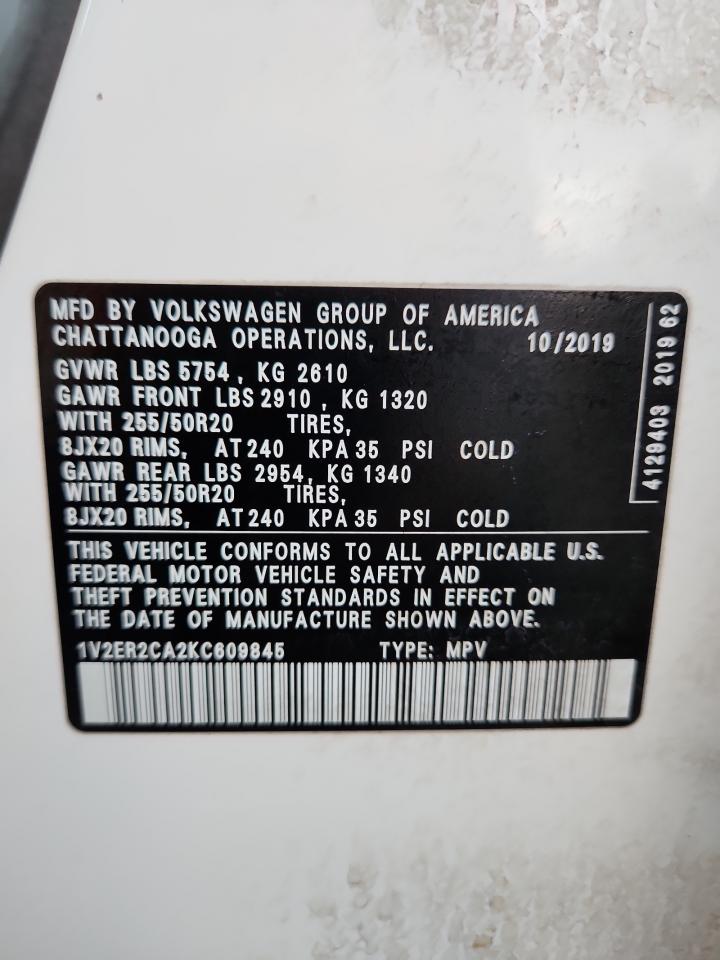 MFD BY VOLKSWAGEN GROUP OF AMERICA
CHATTANOOGA OPERATIONS, LLC. 10/2019
GVWR LBS 5754, KG 2610
GAWR FRONT LBS 2910, KG 1320
WITH 255/50R20 TIRES,
8JX20 RIMS, AT 240 KPA 35 PSI COLD
GAWR REAR LBS 2954, KG 1340
WITH 255/50R20 TIRES,
8JX20 RIMS, AT 240 KPA 35 PSI COLD
THIS VEHICLE CONFORMS TO ALL APPLICABLE U.S.
FEDERAL MOTOR VEHICLE SAFETY AND
THEFT PREVENTION STANDARDS IN EFFECT ON
THE DATE OF MANUFACTURE SHOWN ABOVE.
1V2ER2CA2KC609845 TYPE: MPV
4129403 2019 62